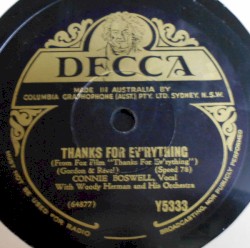 DECCA
MADE IN AUSTRALIA BY
COLUMBIA GRAPHOPHONE (AUST.) PTY. LTD. SYDNEY, N.S.W.
THANKS FOR EV'RYTHING
(From For Film "Thanks For Ev'rything")
(Gordon & Revel) (Speed 78)
CONNIE BOSWELL, Vocal
With Woody Herman and His Orchestra
(64877) Y5333